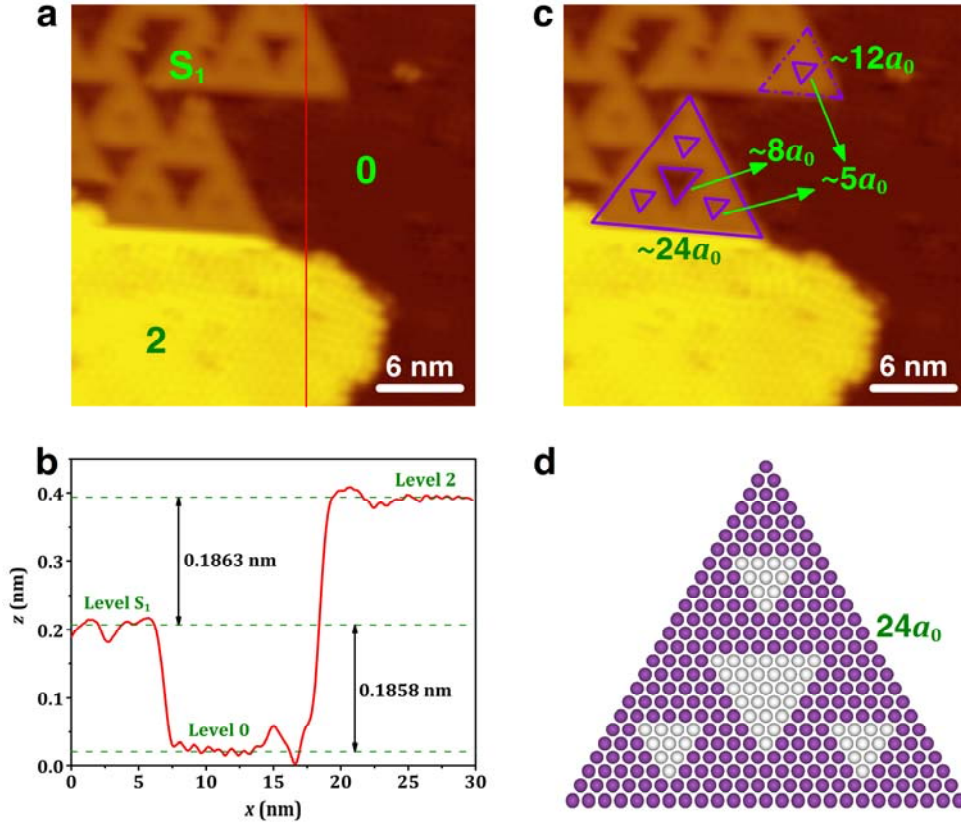 a
S₁
0
2
6 nm
c
~12a₀
~8a₀
~5a₀
~24a₀
6 nm
b
z (nm)
0.4
0.3
0.2
0.1
0.0
Level 2
0.1863 nm
Level S₁
0.1858 nm
Level 0
0 5 10 15 20 25 30
x (nm)
d
24a₀